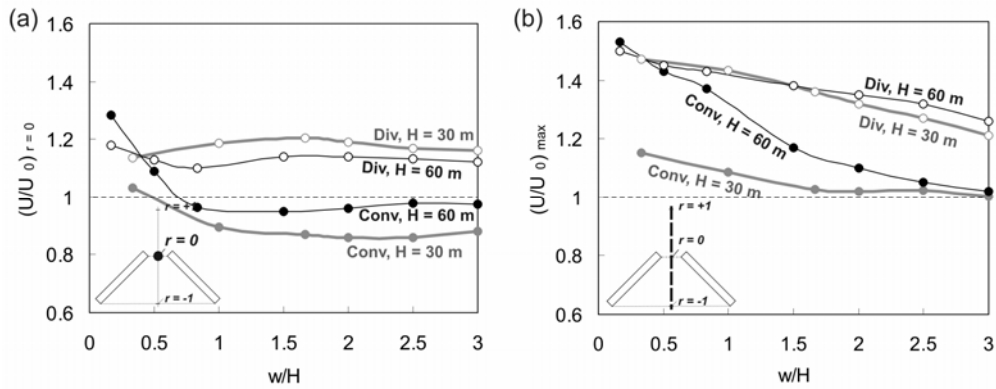 (a)
1.6
1.4
1.2
1
0.8
0.6
(U/U 0) r = 0
Div, H = 30 m
Div, H = 60 m
Conv, H = 60 m
Conv, H = 30 m
r = +1
r = 0
r = -1
0 0.5 1 1.5 2 2.5 3
w/H
(b)
1.6
1.4
1.2
1
0.8
0.6
(U/U 0) max
Div, H = 60 m
Div, H = 30 m
Conv, H = 60 m
Conv, H = 30 m
r = +1
r = 0
r = -1
0 0.5 1 1.5 2 2.5 3
w/H